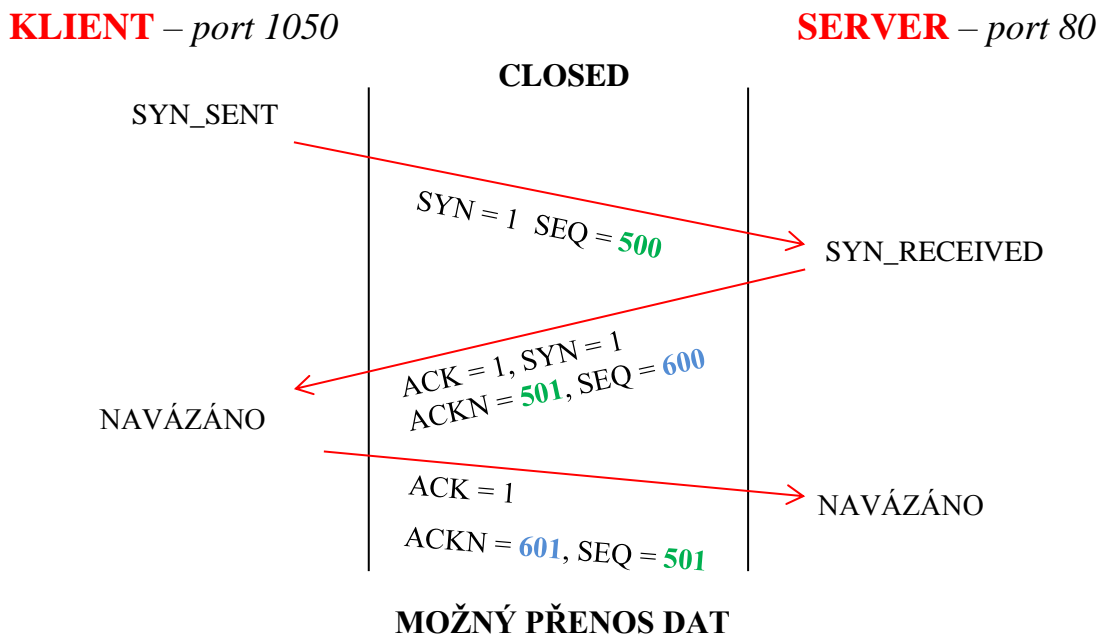 KLIENT – port 1050
SERVER – port 80
CLOSED
SYN_SENT
SYN = 1 SEQ = 500
SYN_RECEIVED
ACK = 1, SYN = 1
ACKN = 501, SEQ = 600
NAVÁZÁNO
ACK = 1
NAVÁZÁNO
ACKN = 601, SEQ = 501
MOŽNÝ PŘENOS DAT